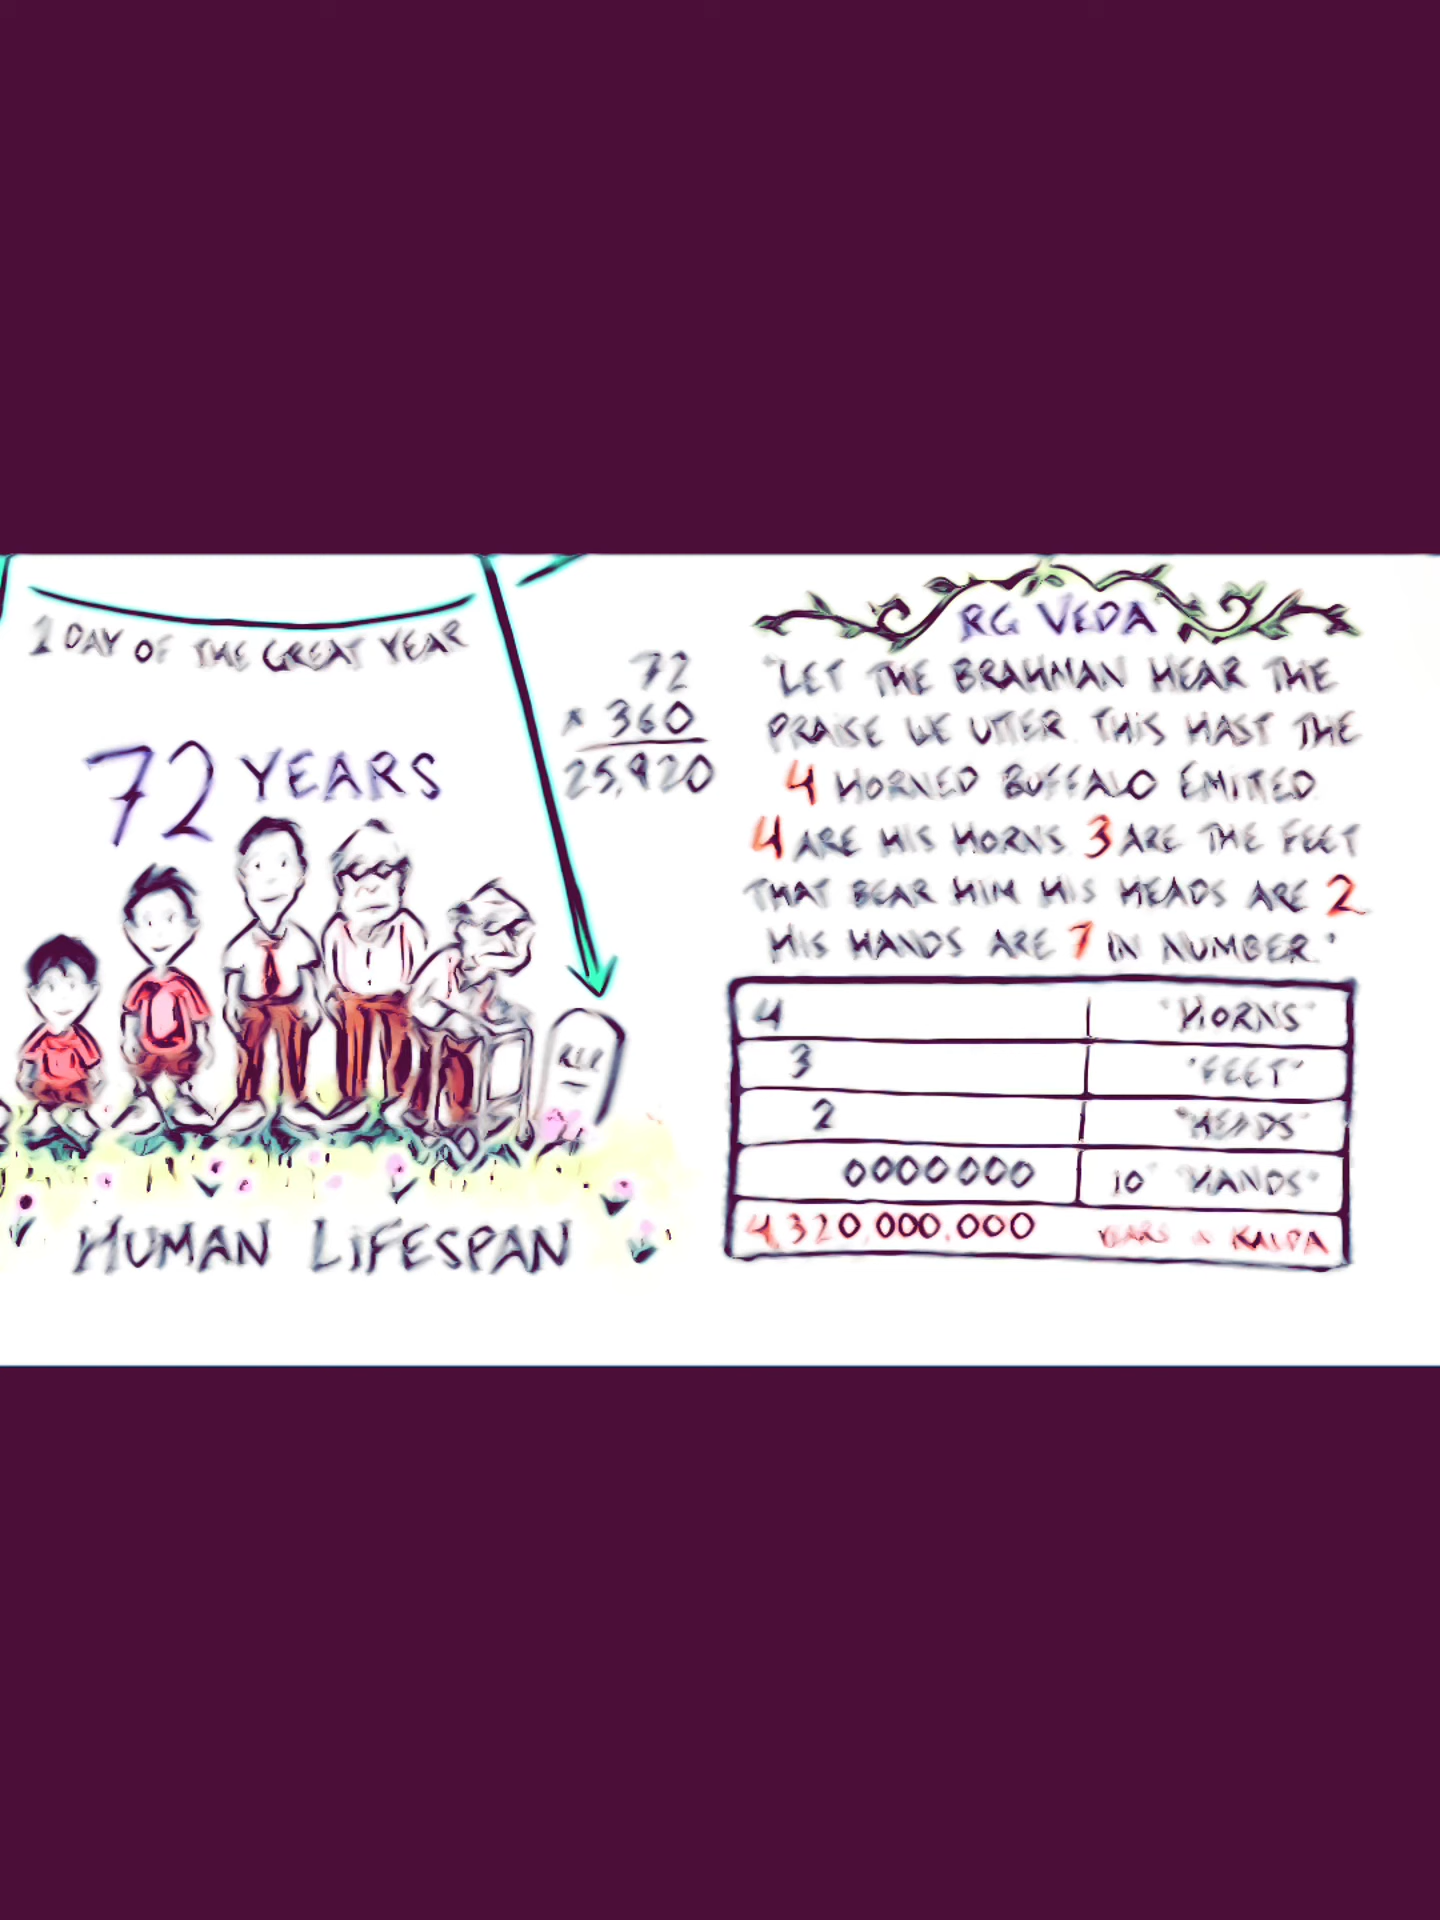 1 DAY OF THE GREAT YEAR
72 YEARS
72
x 360
25,920
RIP
HUMAN LIFESPAN
RG VEDA
"LET THE BRAHMAN HEAR THE
PRAISE WE UTTER. THIS HAST THE
4 HORNED BUFFALO EMITED.
4 ARE HIS HORNS. 3 ARE THE FEET
THAT BEAR HIM HIS HEADS ARE 2
HIS HANDS ARE 7 IN NUMBER."
4 "HORNS"
3 "FEET"
2 "HEADS"
0000000 10 "HANDS"
4,320,000,000 YEARS A KALPA